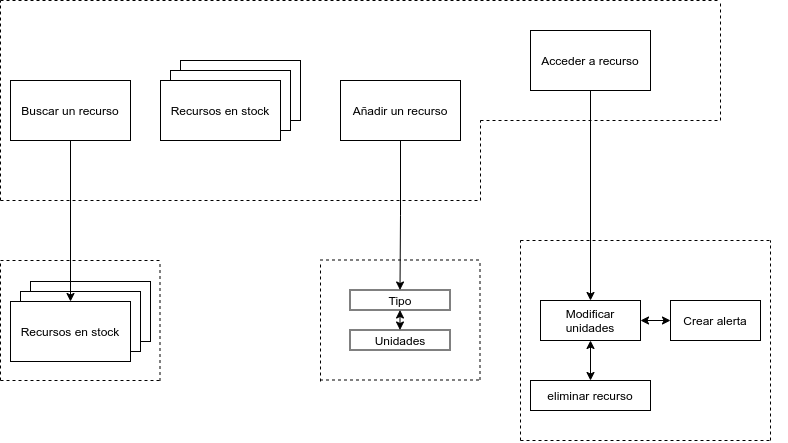 Acceder a recurso
Buscar un recurso
Recursos en stock
Añadir un recurso
Recursos en stock
Tipo
Unidades
Modificar
unidades
Crear alerta
eliminar recurso